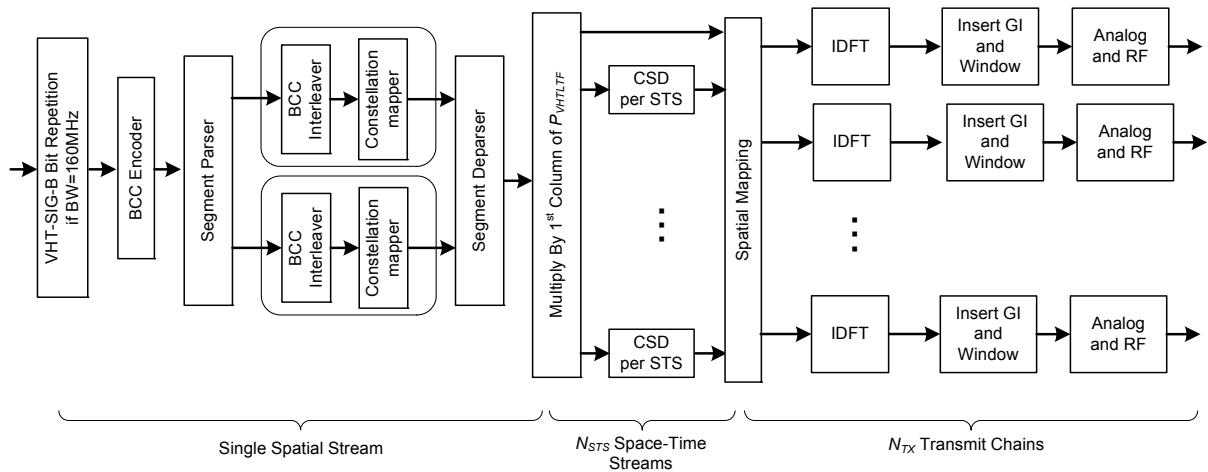 VHT-SIG-B Bit Repetition
if BW=160MHz
BCC Encoder
Segment Parser
BCC
Interleaver
Constellation
mapper
BCC
Interleaver
Constellation
mapper
Segment Deparser
Multiply By 1st Column of PVHTLTF
CSD
per STS
CSD
per STS
Spatial Mapping
IDFT
Insert GI
and
Window
Analog
and RF
IDFT
Insert GI
and
Window
Analog
and RF
IDFT
Insert GI
and
Window
Analog
and RF
Single Spatial Stream
NSTS Space-Time
Streams
NTX Transmit Chains